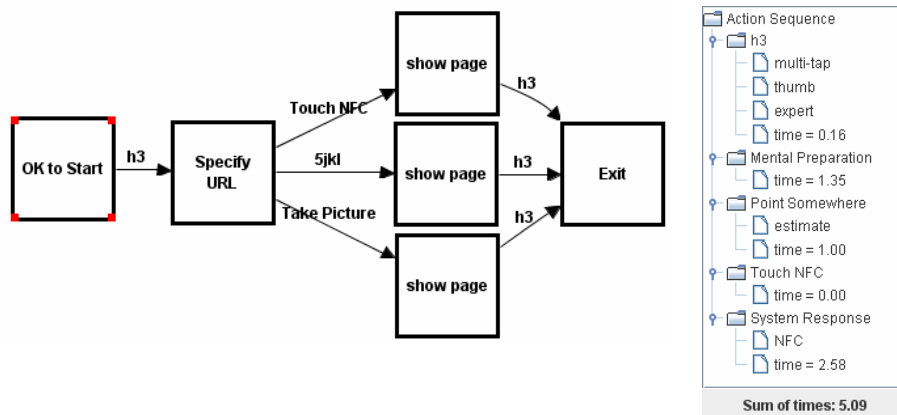 OK to Start
h3
Specify
URL
Touch NFC
5jkl
Take Picture
show page
show page
show page
h3
h3
h3
Exit
Action Sequence
h3
multi-tap
thumb
expert
time = 0.16
Mental Preparation
time = 1.35
Point Somewhere
estimate
time = 1.00
Touch NFC
time = 0.00
System Response
NFC
time = 2.58
Sum of times: 5.09